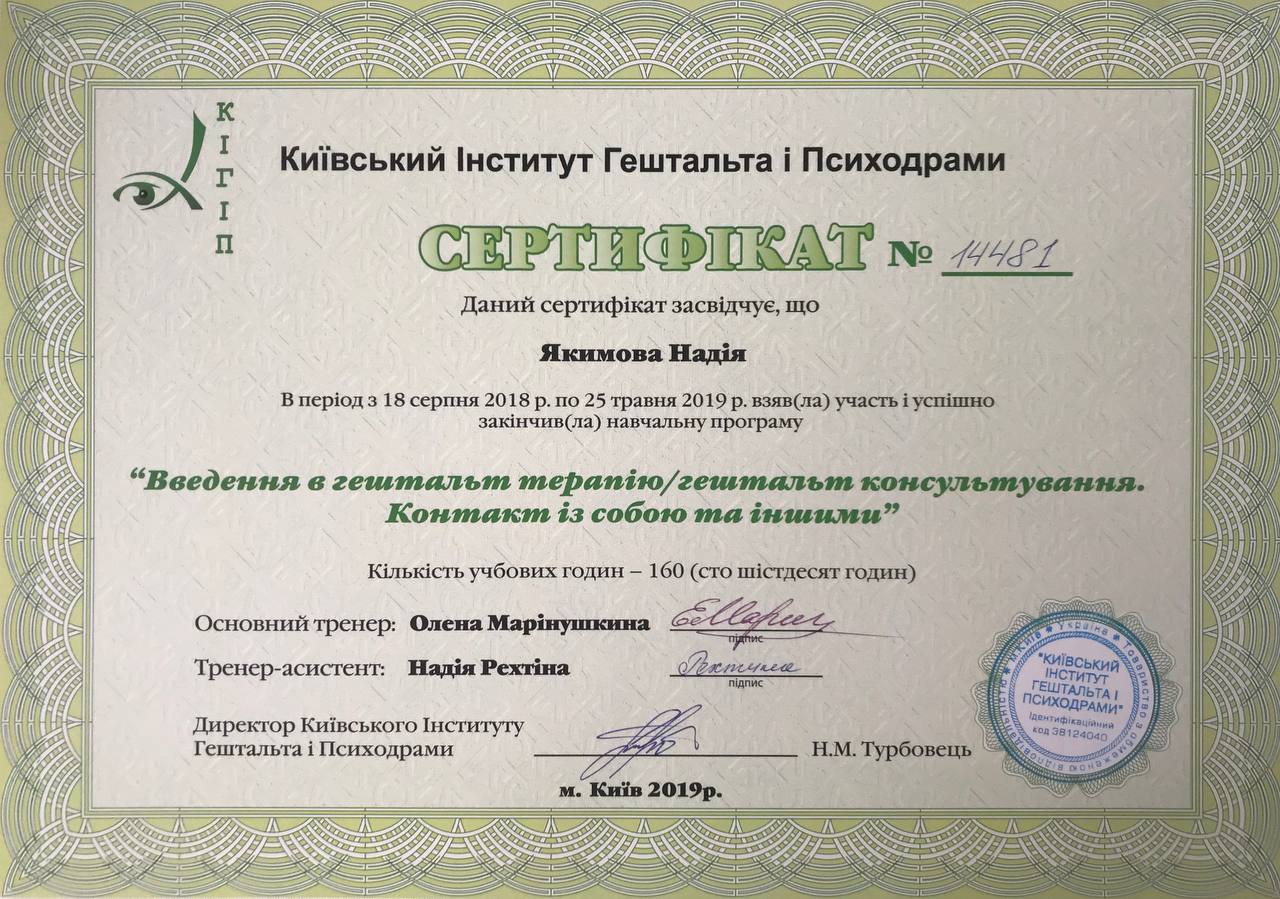 КІГІП
Київський Інститут Гештальта і Психодрами
СЕРТИФІКАТ № 14481
Даний сертифікат засвідчує, що
Якимова Надія
В період з 18 серпня 2018 р. по 25 травня 2019 р. взяв(ла) участь і успішно
закінчив(ла) навчальну програму
“Введення в гештальт терапію/гештальт консультування.
Контакт із собою та іншими”
Кількість учбових годин – 160 (сто шістдесят годин)
Основний тренер: Олена Марінушкина
підпис
Тренер-асистент: Надія Рехтіна
підпис
Директор Київського Інституту
Гештальта і Психодрами
Н.М. Турбовець
м. Київ 2019р.
м.Київ * Україна * Товариство з обмеженою відповідальністю *
"КИЇВСЬКИЙ
ІНСТИТУТ
ГЕШТАЛЬТА І
ПСИХОДРАМИ"
Ідентифікаційний
код 38124040